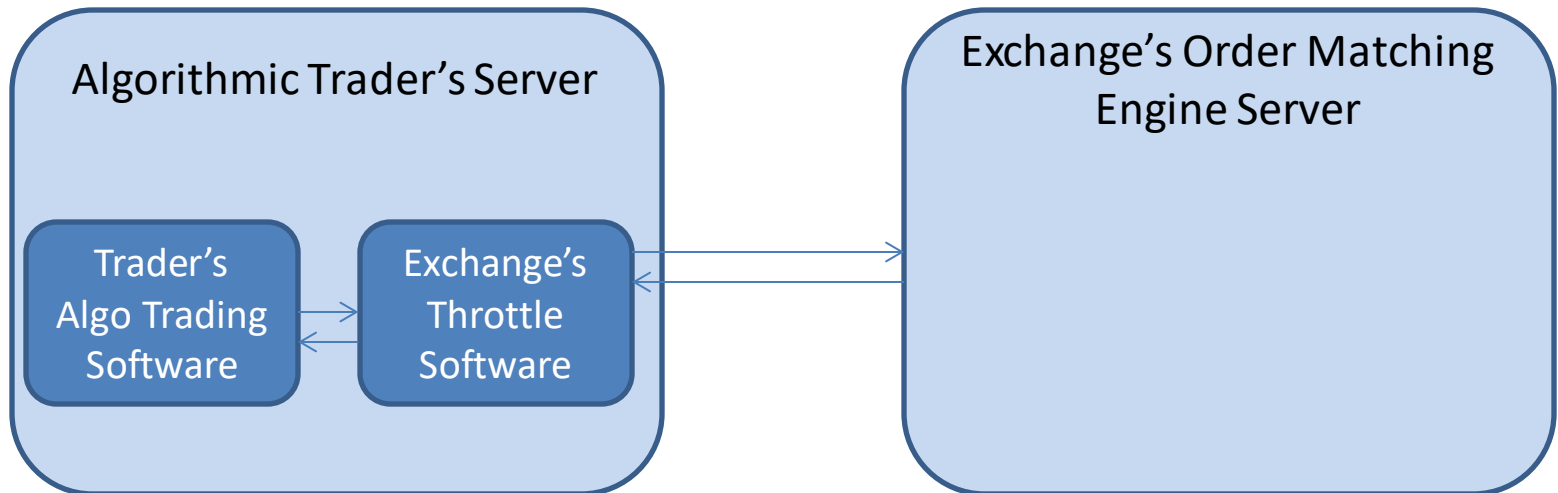 Algorithmic Trader’s Server
Exchange’s Order Matching
Engine Server
Trader’s
Algo Trading
Software
Exchange’s
Throttle
Software